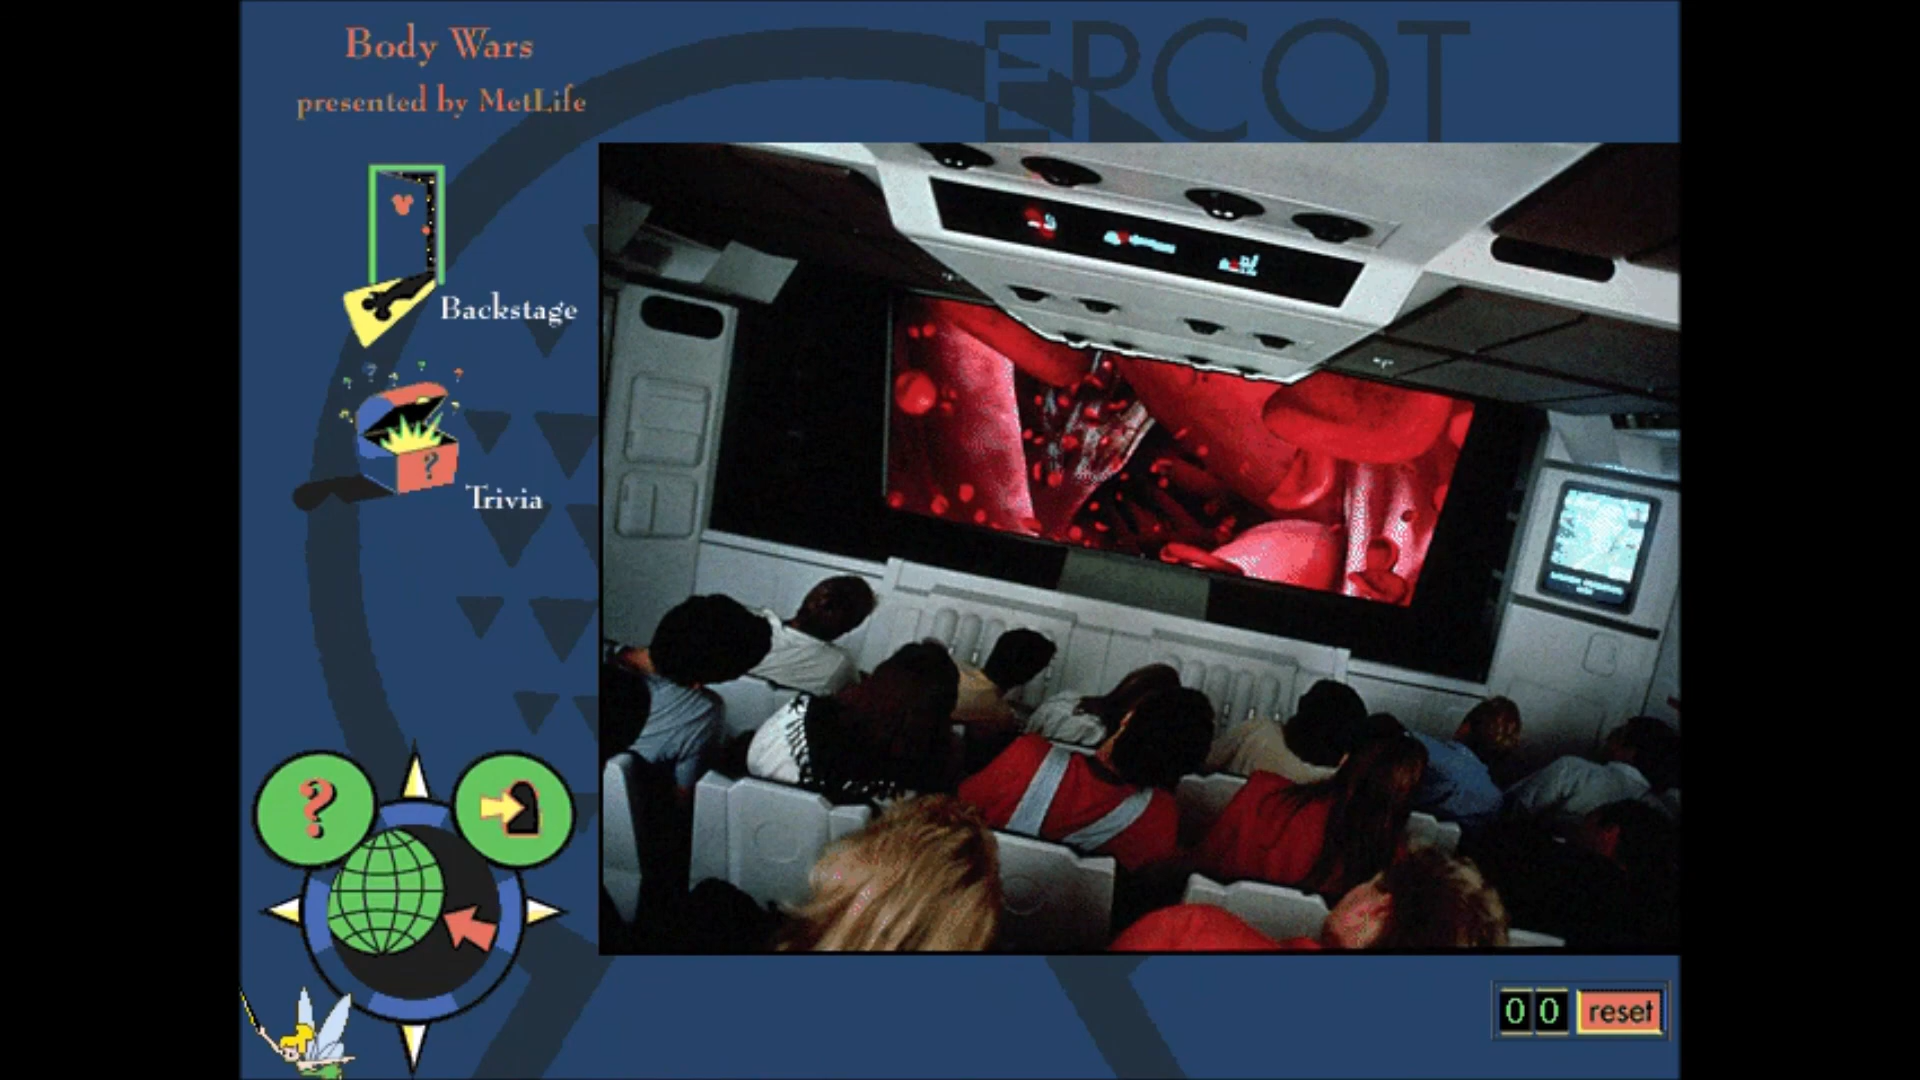 Body Wars
presented by MetLife
EPCOT
Backstage
?
Trivia
?
00
reset